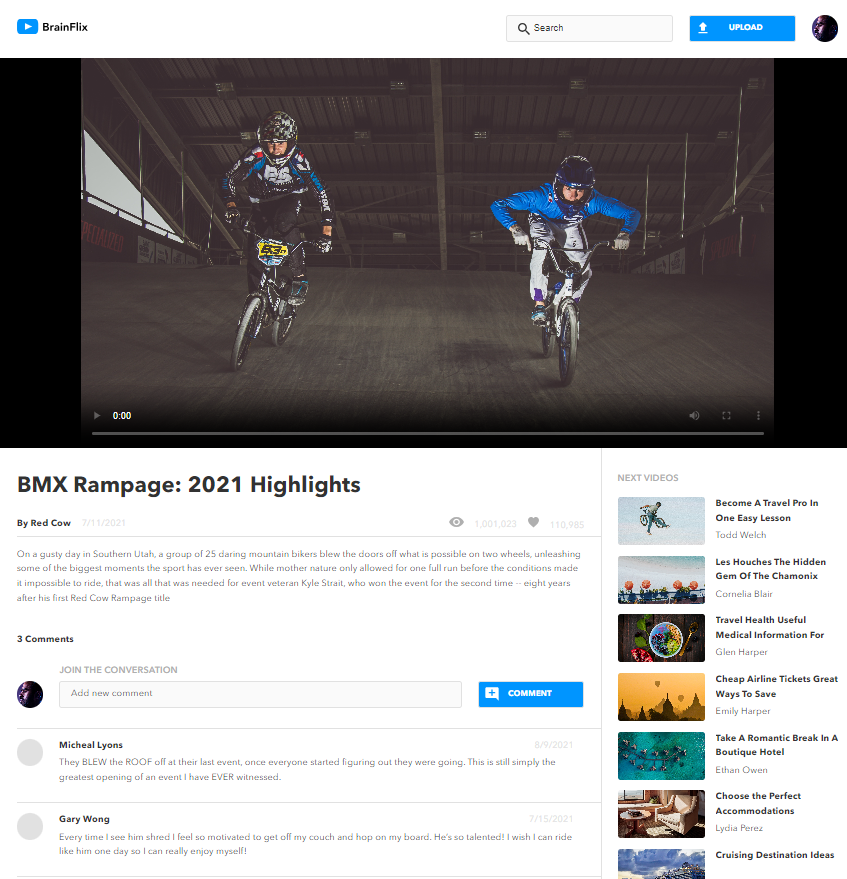 BrainFlix
Search
UPLOAD
SPECIALIZED
0:00
BMX Rampage: 2021 Highlights
By Red Cow 7/11/2021
1,001,023 110,985
On a gusty day in Southern Utah, a group of 25 daring mountain bikers blew the doors off what is possible on two wheels, unleashing
some of the biggest moments the sport has ever seen. While mother nature only allowed for one full run before the conditions made
it impossible to ride, that was all that was needed for event veteran Kyle Strait, who won the event for the second time -- eight years
after his first Red Cow Rampage title
3 Comments
JOIN THE CONVERSATION
Add new comment
COMMENT
Micheal Lyons 8/9/2021
They BLEW the ROOF off at their last event, once everyone started figuring out they were going. This is still simply the
greatest opening of an event I have EVER witnessed.
Gary Wong 7/15/2021
Every time I see him shred I feel so motivated to get off my couch and hop on my board. He's so talented! I wish I can ride
like him one day so I can really enjoy myself!
NEXT VIDEOS
Become A Travel Pro In
One Easy Lesson
Todd Welch
Les Houches The Hidden
Gem Of The Chamonix
Cornelia Blair
Travel Health Useful
Medical Information For
Glen Harper
Cheap Airline Tickets Great
Ways To Save
Emily Harper
Take A Romantic Break In A
Boutique Hotel
Ethan Owen
Choose the Perfect
Accommodations
Lydia Perez
Cruising Destination Ideas